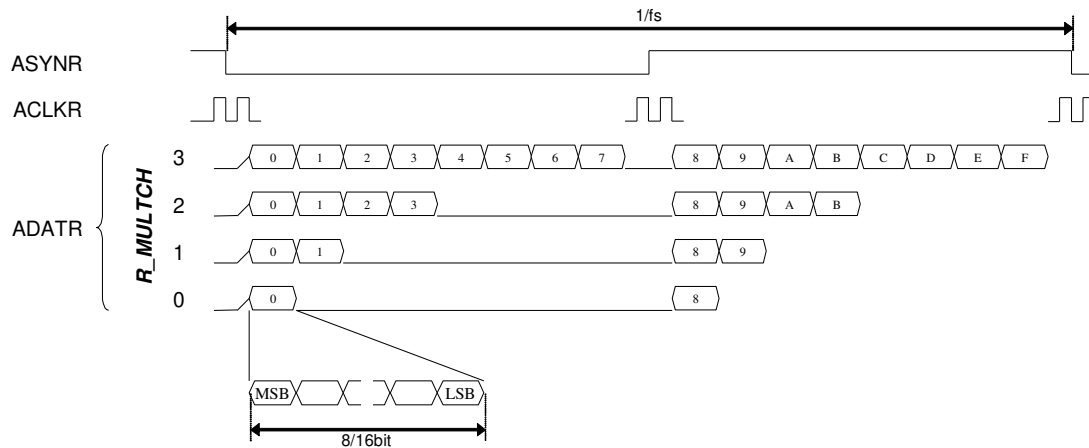 1/fs
ASYNR
ACLKR
ADATR
R_MULTCH
3 0 1 2 3 4 5 6 7 8 9 A B C D E F
2 0 1 2 3 8 9 A B
1 0 1 8 9
0 0 8
MSB LSB
8/16bit